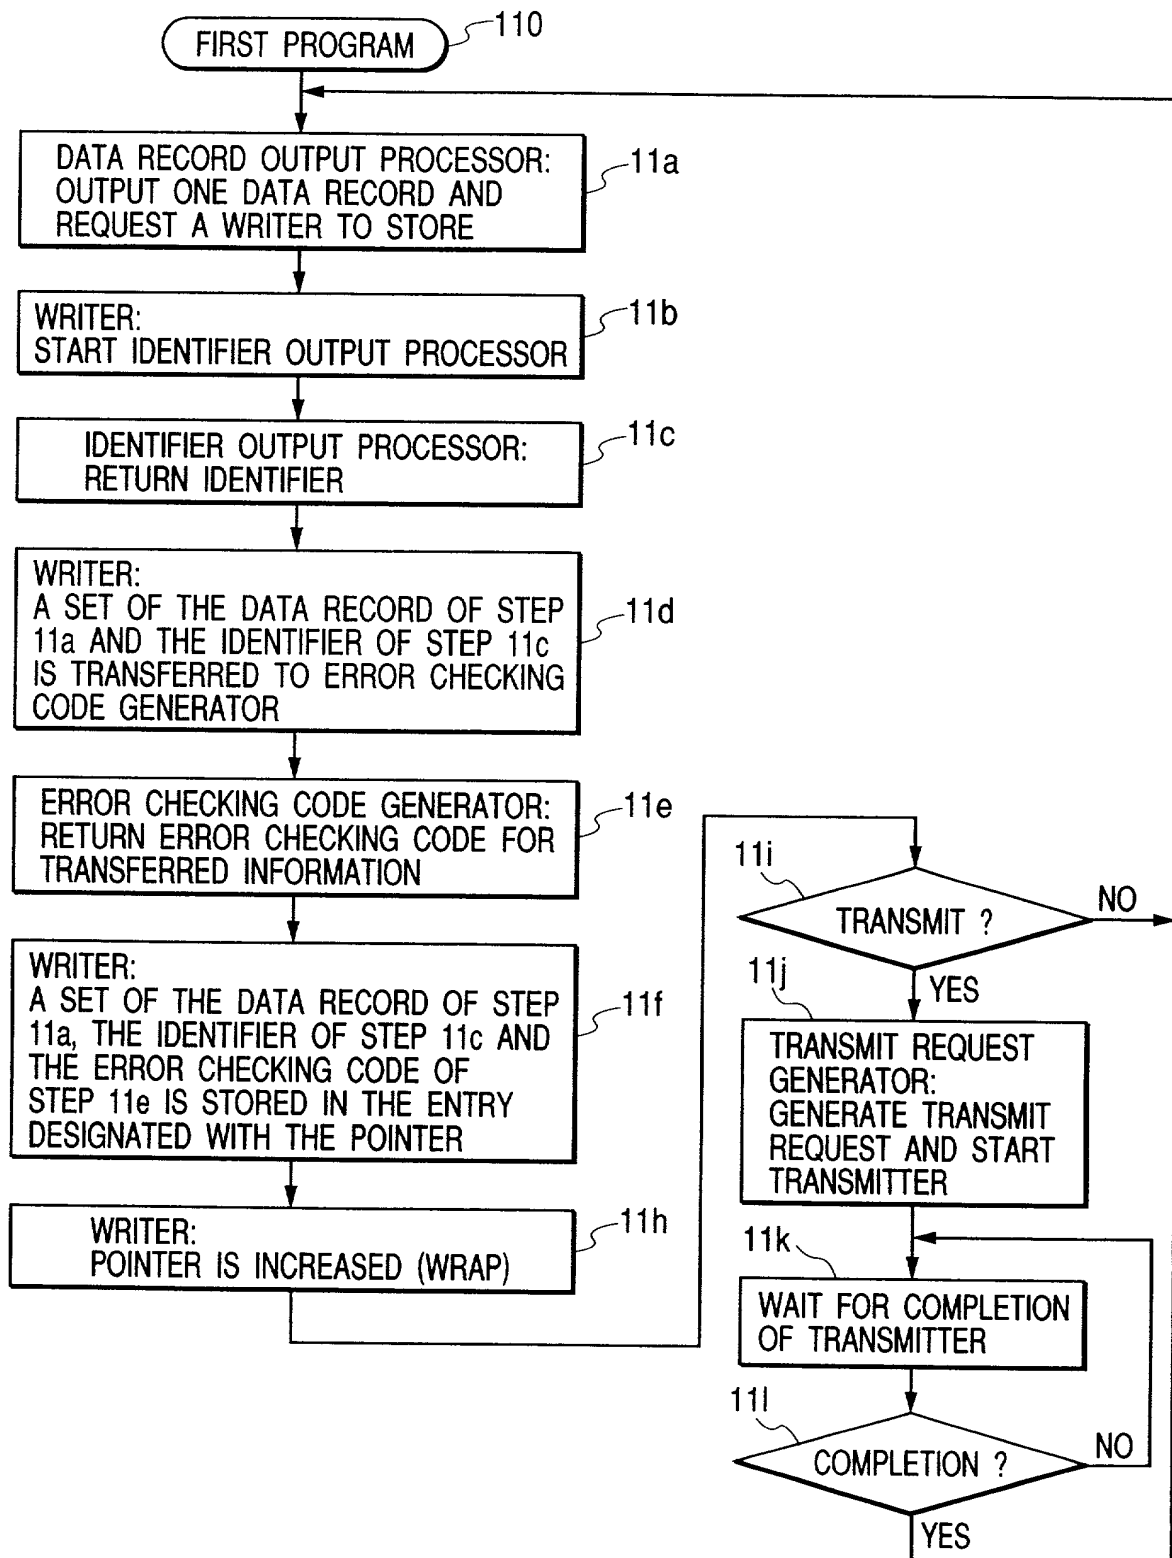 FIRST PROGRAM
110
DATA RECORD OUTPUT PROCESSOR:
OUTPUT ONE DATA RECORD AND
REQUEST A WRITER TO STORE
11a
WRITER:
START IDENTIFIER OUTPUT PROCESSOR
11b
IDENTIFIER OUTPUT PROCESSOR:
RETURN IDENTIFIER
11c
WRITER:
A SET OF THE DATA RECORD OF STEP
11a AND THE IDENTIFIER OF STEP 11c
IS TRANSFERRED TO ERROR CHECKING
CODE GENERATOR
11d
ERROR CHECKING CODE GENERATOR:
RETURN ERROR CHECKING CODE FOR
TRANSFERRED INFORMATION
11e
WRITER:
A SET OF THE DATA RECORD OF STEP
11a, THE IDENTIFIER OF STEP 11c AND
THE ERROR CHECKING CODE OF
STEP 11e IS STORED IN THE ENTRY
DESIGNATED WITH THE POINTER
11f
WRITER:
POINTER IS INCREASED (WRAP)
11h
11i
TRANSMIT ?
NO
YES
11j
TRANSMIT REQUEST
GENERATOR:
GENERATE TRANSMIT
REQUEST AND START
TRANSMITTER
11k
WAIT FOR COMPLETION
OF TRANSMITTER
11l
COMPLETION ?
NO
YES